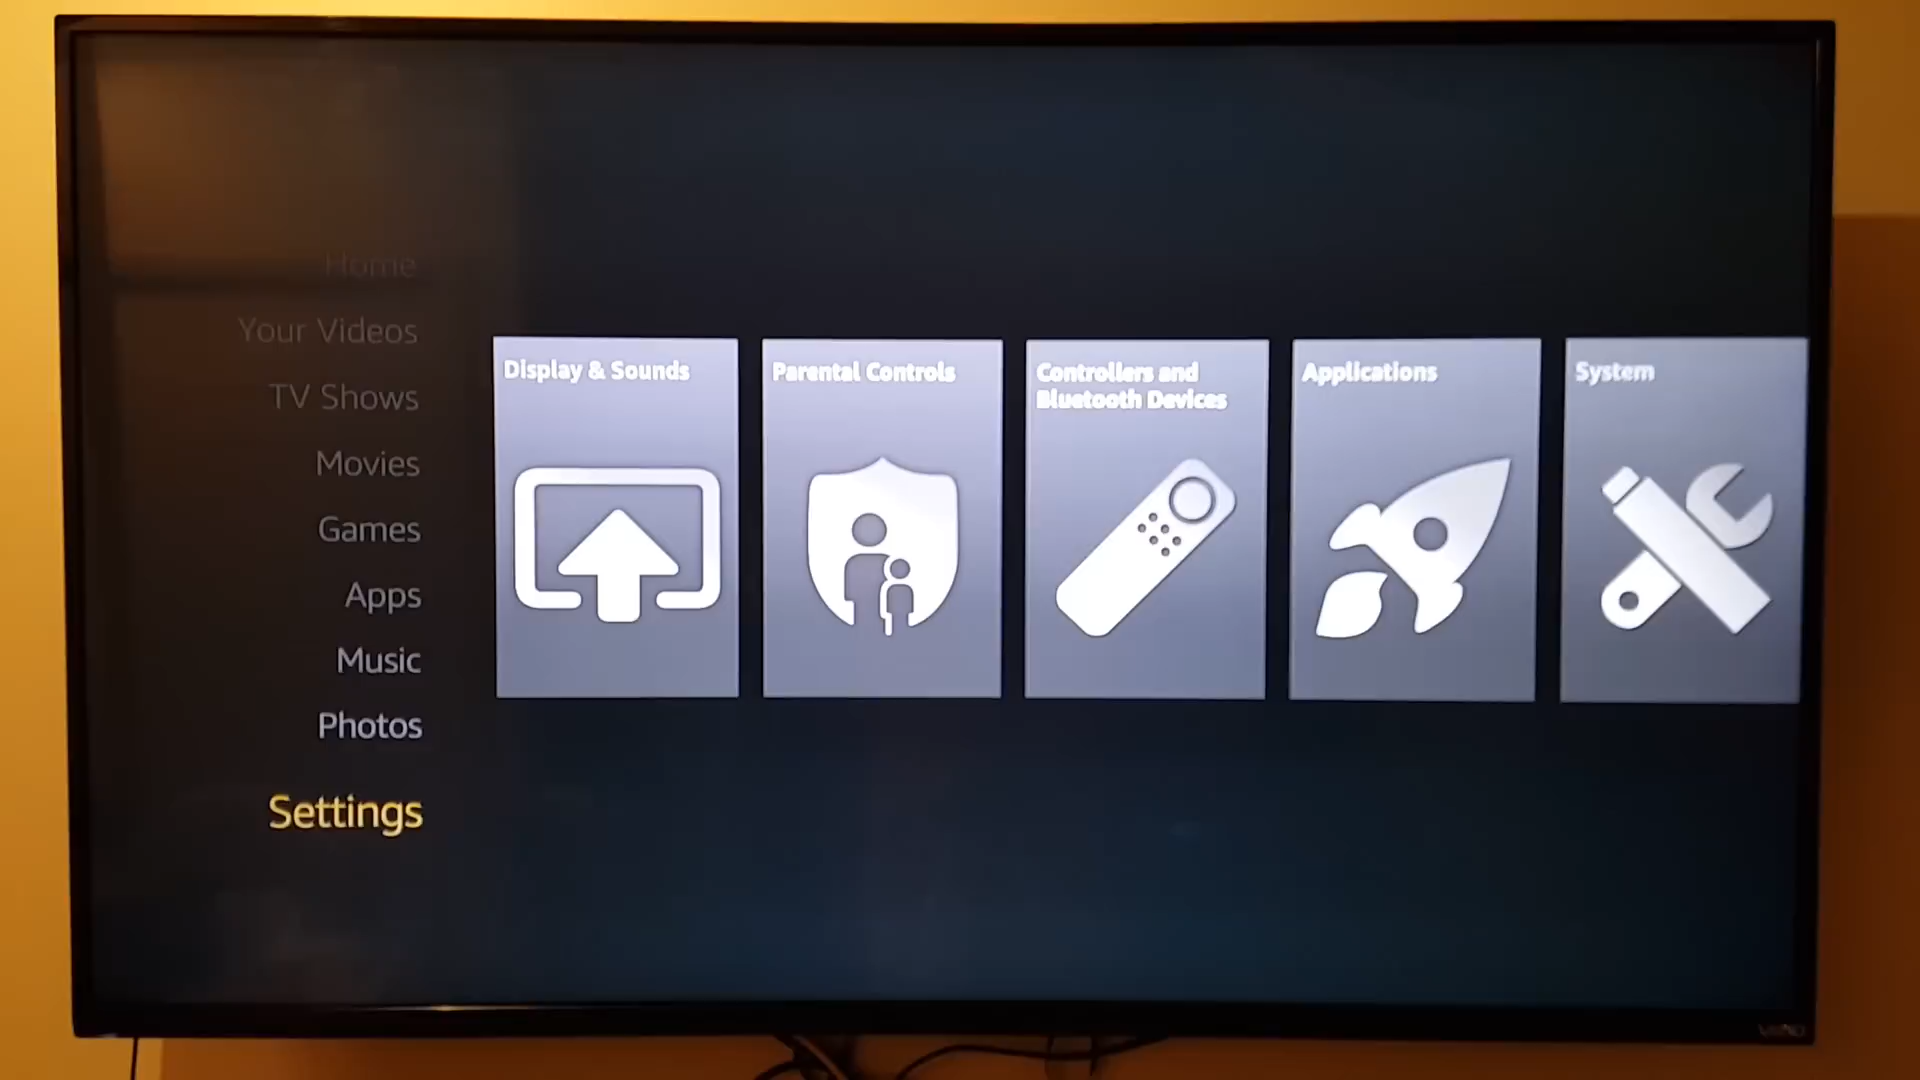 Home
Your Videos
TV Shows
Movies
Games
Apps
Music
Photos
Settings
Display & Sounds
Parental Controls
Controllers and
Bluetooth Devices
Applications
System
VIZIO